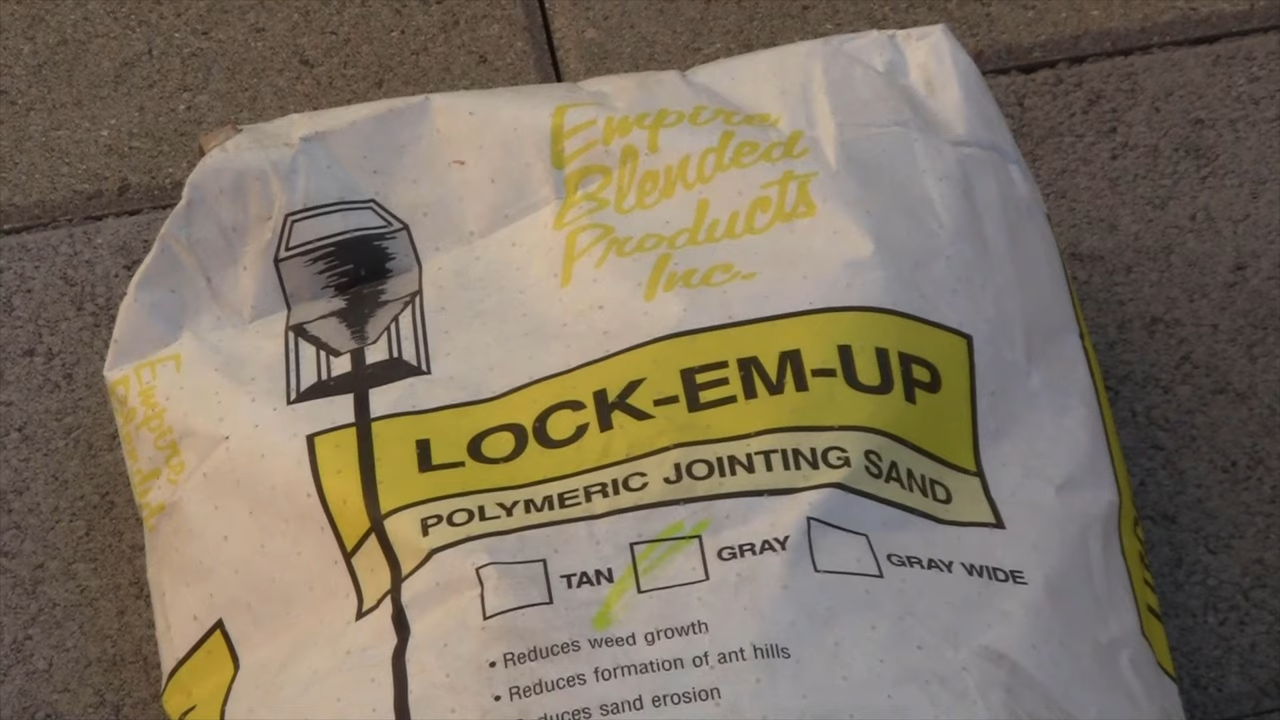 Empire
Blended
Products
Inc.
LOCK-EM-UP
POLYMERIC JOINTING SAND
TAN GRAY GRAY WIDE
• Reduces weed growth
• Reduces formation of ant hills
sand erosion
Empire